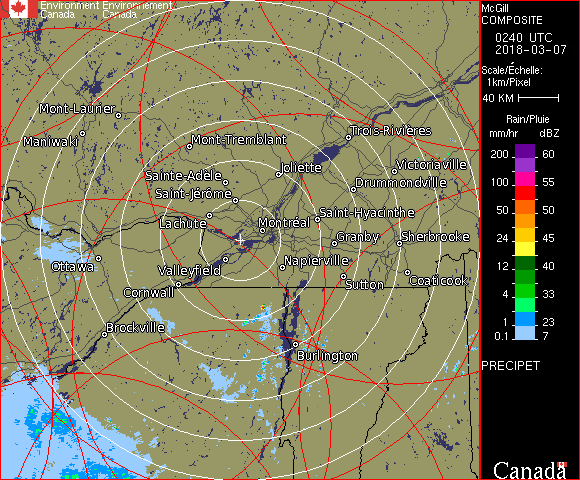 Environment Environnement
Canada Canada
McGill
COMPOSITE
0240 UTC
2018-03-07
Scale/Échelle:
1km/Pixel
40 KM
Rain/Pluie
mm/hr dBZ
200 60
150 57
100 55
50 50
24 45
12 40
4 33
1 23
0.1 7
PRECIPET
Canada
Mont-Laurier
Maniwaki
Mont-Tremblant
Trois-Rivières
Sainte-Adèle
Joliette
Victoriaville
Saint-Jérôme
Drummondville
Lachute
Montréal
Saint-Hyacinthe
Granby
Sherbrooke
Ottawa
Valleyfield
Napierville
Cornwall
Sutton
Coaticook
Brockville
Burlington